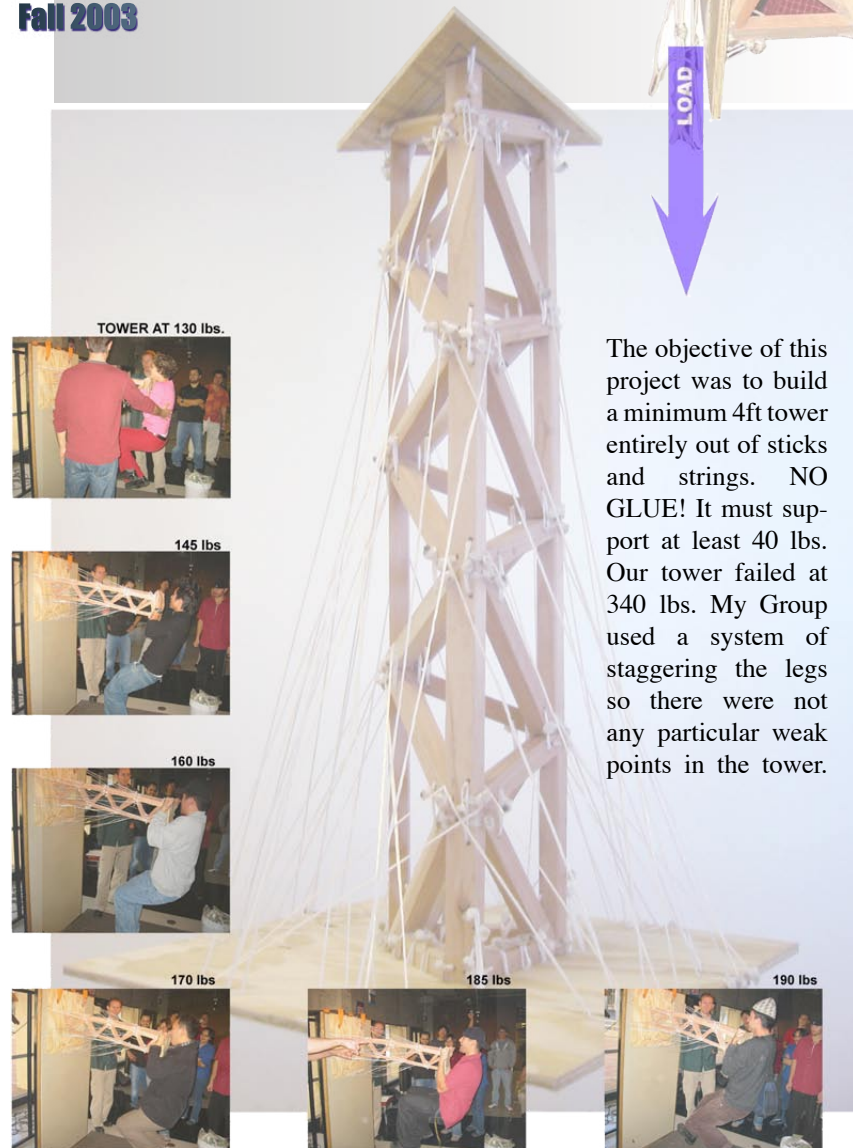 Fall 2003
LOAD
TOWER AT 130 lbs.
The objective of this
project was to build
a minimum 4ft tower
entirely out of sticks
and strings. NO
GLUE! It must sup-
port at least 40 lbs.
Our tower failed at
340 lbs. My Group
used a system of
staggering the legs
so there were not
any particular weak
points in the tower.
145 lbs
160 lbs
170 lbs
185 lbs
190 lbs